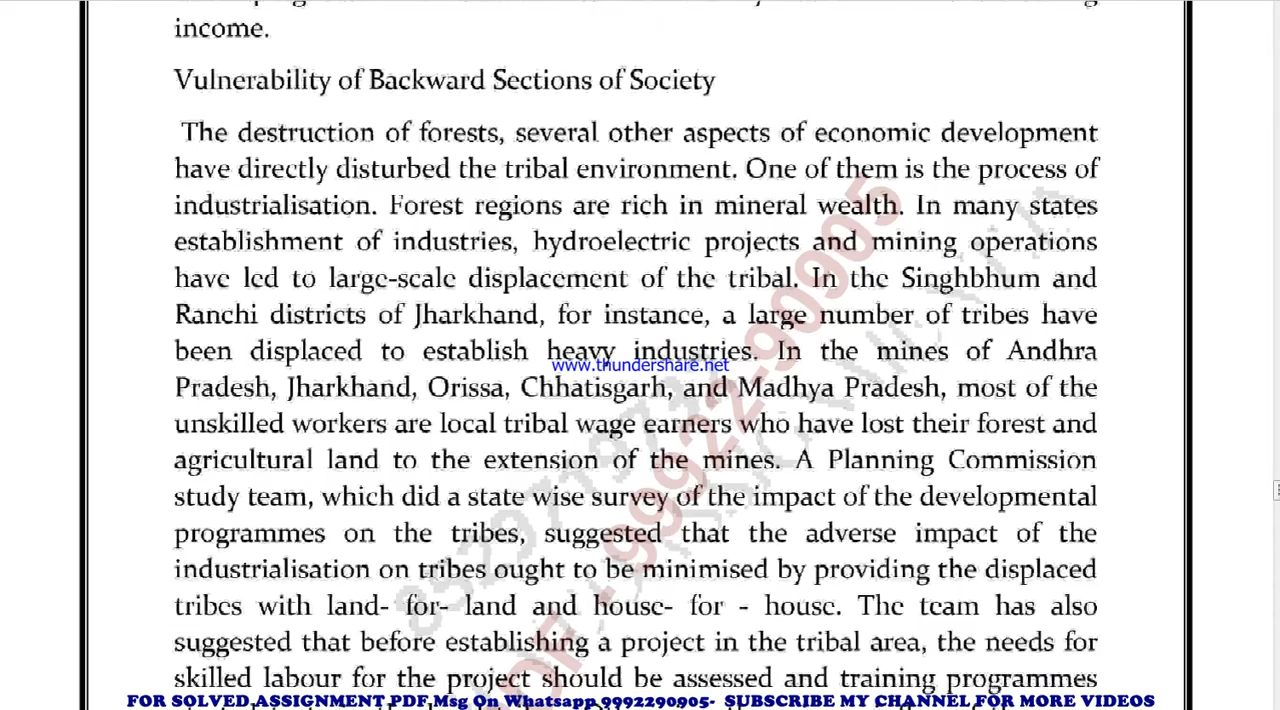 income.
Vulnerability of Backward Sections of Society
The destruction of forests, several other aspects of economic development
have directly disturbed the tribal environment. One of them is the process of
industrialisation. Forest regions are rich in mineral wealth. In many states
establishment of industries, hydroelectric projects and mining operations
have led to large-scale displacement of the tribal. In the Singhbhum and
Ranchi districts of Jharkhand, for instance, a large number of tribes have
been displaced to establish heavy industries. In the mines of Andhra
www.thundershare.net
Pradesh, Jharkhand, Orissa, Chhatisgarh, and Madhya Pradesh, most of the
unskilled workers are local tribal wage earners who have lost their forest and
agricultural land to the extension of the mines. A Planning Commission
study team, which did a state wise survey of the impact of the developmental
programmes on the tribes, suggested that the adverse impact of the
industrialisation on tribes ought to be minimised by providing the displaced
tribes with land- for- land and house- for - house. The team has also
suggested that before establishing a project in the tribal area, the needs for
skilled labour for the project should be assessed and training programmes
FOR SOLVED ASSIGNMENT PDF Msg On Whatsapp 9992290905- SUBSCRIBE MY CHANNEL FOR MORE VIDEOS
PDF - 99922-90905